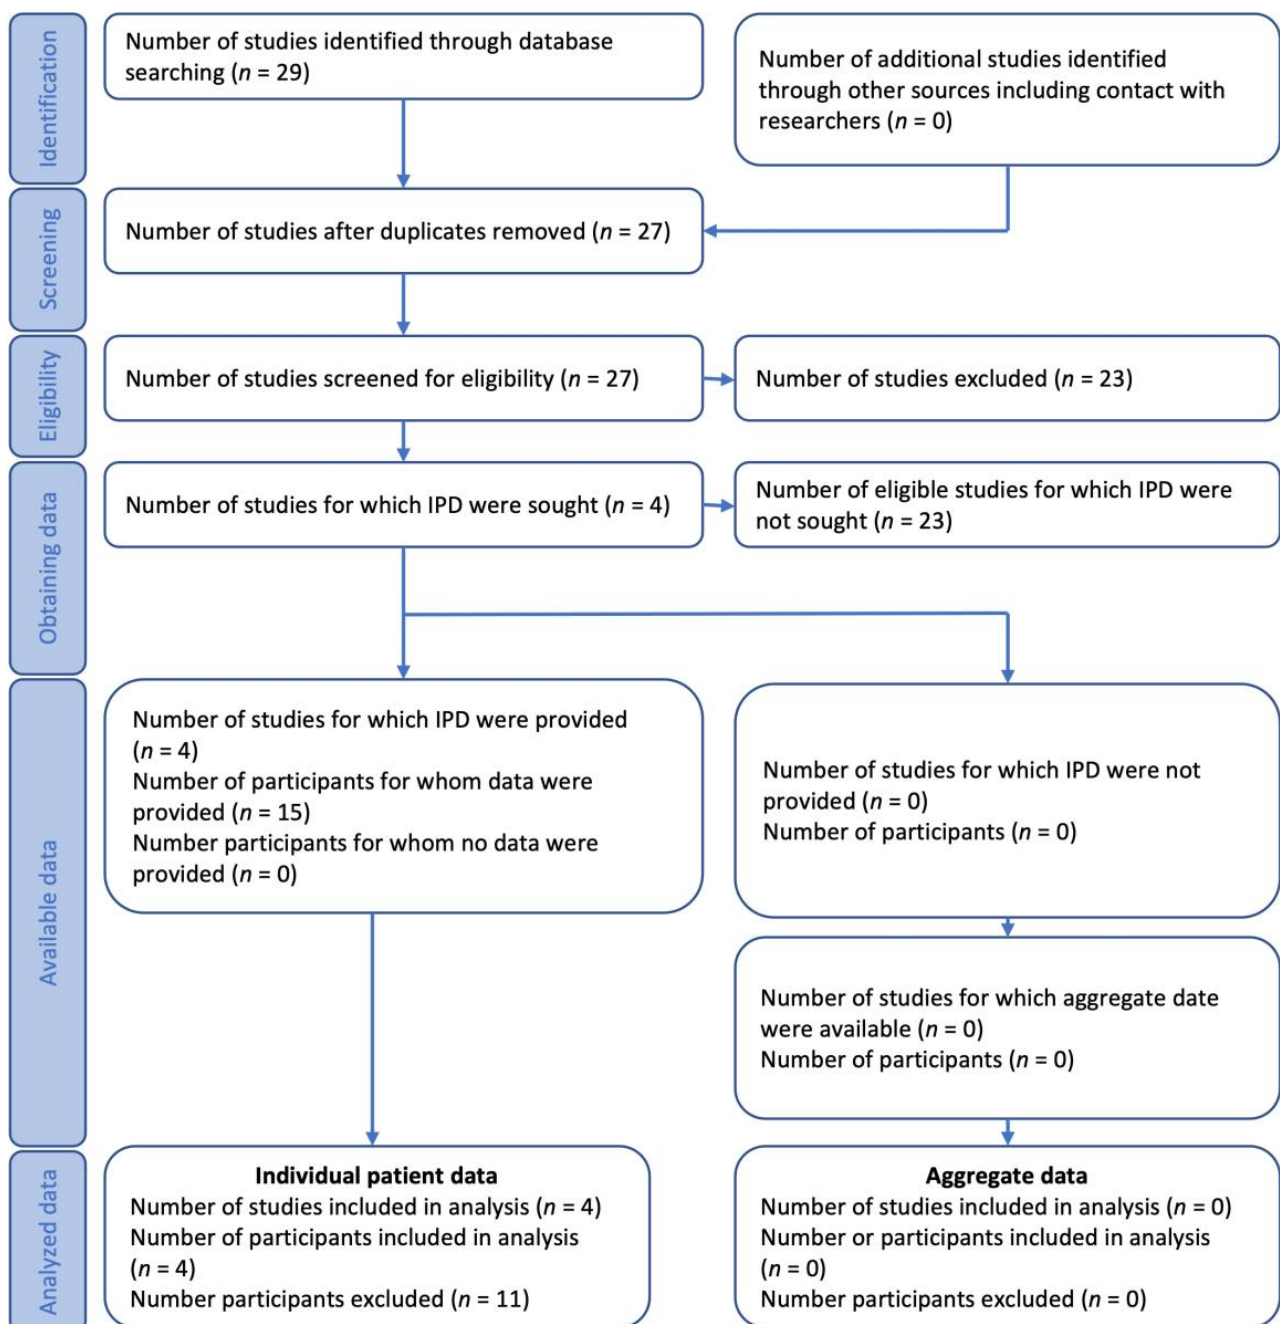 Identification
Number of studies identified through database
searching (n = 29)
Number of additional studies identified
through other sources including contact with
researchers (n = 0)
Screening
Number of studies after duplicates removed (n = 27)
Eligibility
Number of studies screened for eligibility (n = 27)
Number of studies excluded (n = 23)
Obtaining data
Number of studies for which IPD were sought (n = 4)
Number of eligible studies for which IPD were
not sought (n = 23)
Available data
Number of studies for which IPD were provided
(n = 4)
Number of participants for whom data were
provided (n = 15)
Number participants for whom no data were
provided (n = 0)
Number of studies for which IPD were not
provided (n = 0)
Number of participants (n = 0)
Number of studies for which aggregate date
were available (n = 0)
Number of participants (n = 0)
Analyzed data
Individual patient data
Number of studies included in analysis (n = 4)
Number of participants included in analysis
(n = 4)
Number participants excluded (n = 11)
Aggregate data
Number of studies included in analysis (n = 0)
Number or participants included in analysis
(n = 0)
Number participants excluded (n = 0)